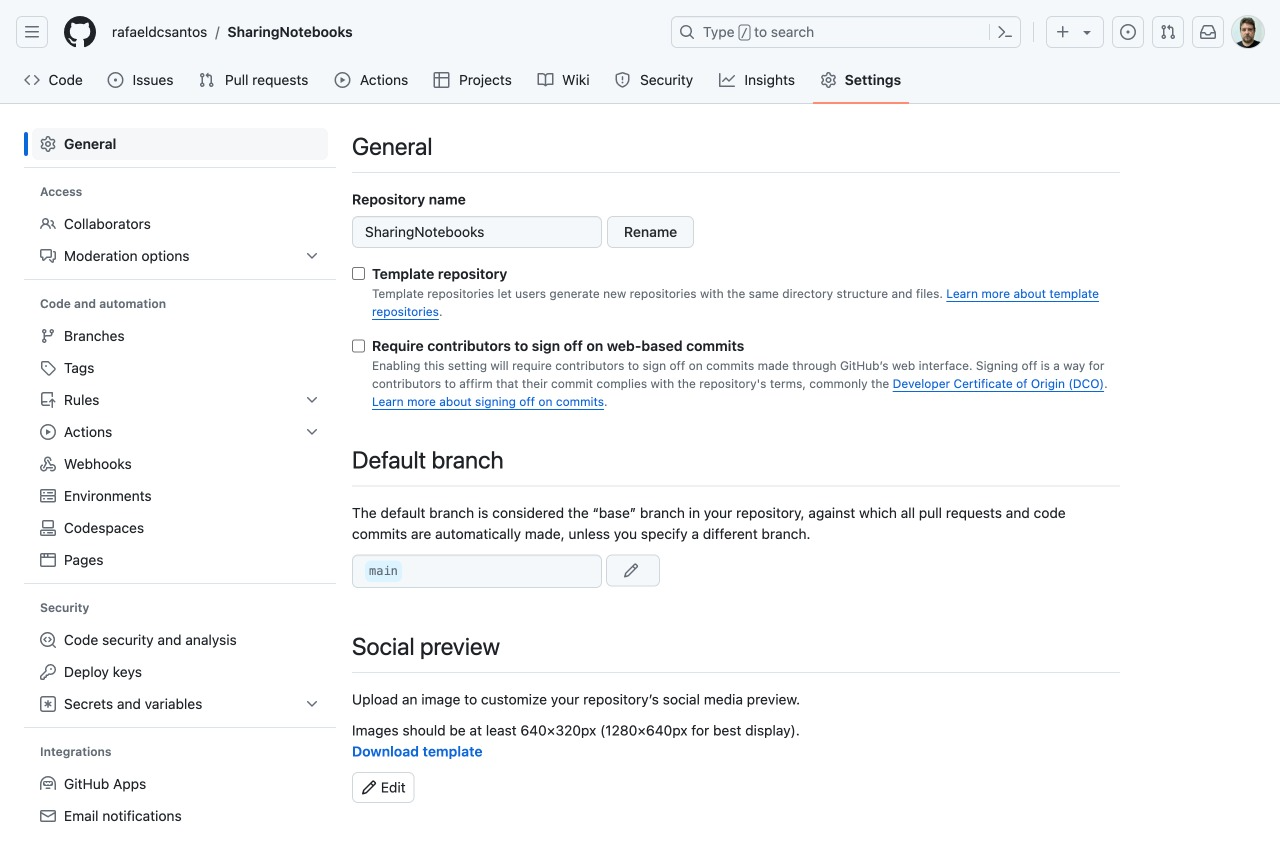 rafaeldcsantos / SharingNotebooks
Type / to search
Code
Issues
Pull requests
Actions
Projects
Wiki
Security
Insights
Settings
General
Access
Collaborators
Moderation options
Code and automation
Branches
Tags
Rules
Actions
Webhooks
Environments
Codespaces
Pages
Security
Code security and analysis
Deploy keys
Secrets and variables
Integrations
GitHub Apps
Email notifications
General
Repository name
SharingNotebooks
Rename
Template repository
Template repositories let users generate new repositories with the same directory structure and files. Learn more about template
repositories.
Require contributors to sign off on web-based commits
Enabling this setting will require contributors to sign off on commits made through GitHub’s web interface. Signing off is a way for
contributors to affirm that their commit complies with the repository's terms, commonly the Developer Certificate of Origin (DCO).
Learn more about signing off on commits.
Default branch
The default branch is considered the “base” branch in your repository, against which all pull requests and code
commits are automatically made, unless you specify a different branch.
main
Social preview
Upload an image to customize your repository’s social media preview.
Images should be at least 640×320px (1280×640px for best display).
Download template
Edit